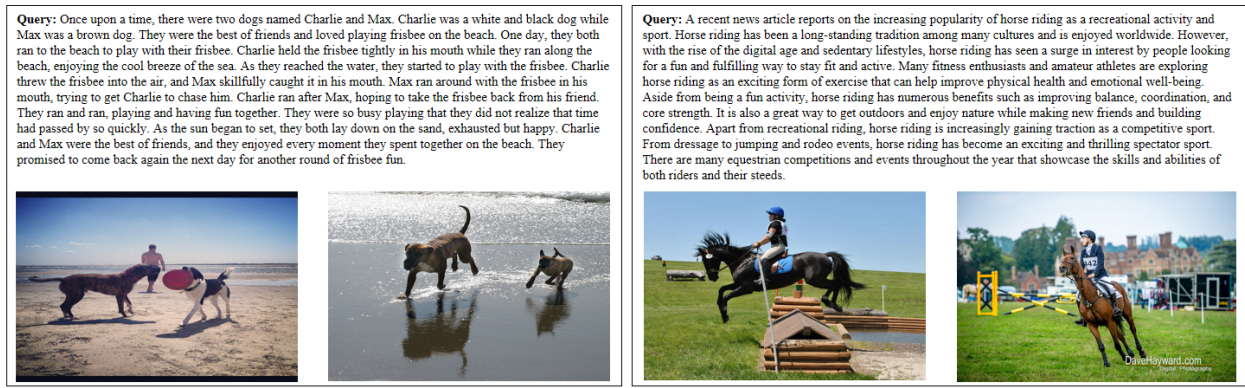 Query: Once upon a time, there were two dogs named Charlie and Max. Charlie was a white and black dog while
Max was a brown dog. They were the best of friends and loved playing frisbee on the beach. One day, they both
ran to the beach to play with their frisbee. Charlie held the frisbee tightly in his mouth while they ran along the
beach, enjoying the cool breeze of the sea. As they reached the water, they started to play with the frisbee. Charlie
threw the frisbee into the air, and Max skillfully caught it in his mouth. Max ran around with the frisbee in his
mouth, trying to get Charlie to chase him. Charlie ran after Max, hoping to take the frisbee back from his friend.
They ran and ran, playing and having fun together. They were so busy playing that they did not realize that time
had passed by so quickly. As the sun began to set, they both lay down on the sand, exhausted but happy. Charlie
and Max were the best of friends, and they enjoyed every moment they spent together on the beach. They
promised to come back again the next day for another round of frisbee fun.
Query: A recent news article reports on the increasing popularity of horse riding as a recreational activity and
sport. Horse riding has been a long-standing tradition among many cultures and is enjoyed worldwide. However,
with the rise of the digital age and sedentary lifestyles, horse riding has seen a surge in interest by people looking
for a fun and fulfilling way to stay fit and active. Many fitness enthusiasts and amateur athletes are exploring
horse riding as an exciting form of exercise that can help improve physical health and emotional well-being.
Aside from being a fun activity, horse riding has numerous benefits such as improving balance, coordination, and
core strength. It is also a great way to get outdoors and enjoy nature while making new friends and building
confidence. Apart from recreational riding, horse riding is increasingly gaining traction as a competitive sport.
From dressage to jumping and rodeo events, horse riding has become an exciting and thrilling spectator sport.
There are many equestrian competitions and events throughout the year that showcase the skills and abilities of
both riders and their steeds.
DaveHayward.com
Digital Photography